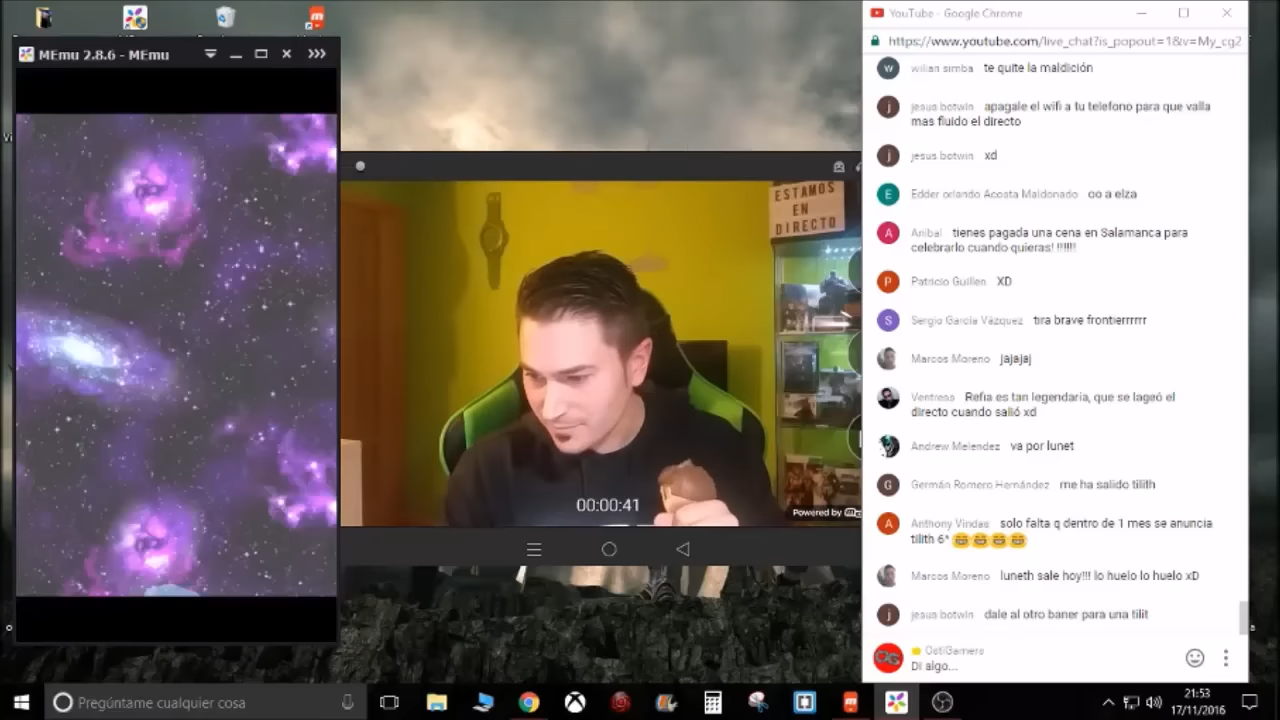 MEmu 2.8.6 - MEmu
YouTube - Google Chrome
https://www.youtube.com/live_chat?is_popout=1&v=My_cg2
wilian simba te quite la maldición
jesus botwin apagale el wifi a tu telefono para que valla
mas fluido el directo
jesus botwin xd
Edder orlando Acosta Maldonado oo a elza
Anibal tienes pagada una cena en Salamanca para
celebrarlo cuando quieras! !!!!!!!
Patricio Guillen XD
Sergio García Vázquez tira brave frontierrrrrr
Marcos Moreno jajajaj
Ventress Refia es tan legendaria, que se lageó el
directo cuando salió xd
Andrew Melendez va por lunet
Germán Romero Hernández me ha salido tilith
Anthony Vindas solo falta q dentro de 1 mes se anuncia
tilith 6* 😂😂😂😂
Marcos Moreno luneth sale hoy!!! lo huelo lo huelo xD
jesus botwin dale al otro baner para una tilit
OstiGamers
Di algo...
ESTAMOS
EN
DIRECTO
00:00:41
Powered by
Pregúntame cualquier cosa
21:53
17/11/2016